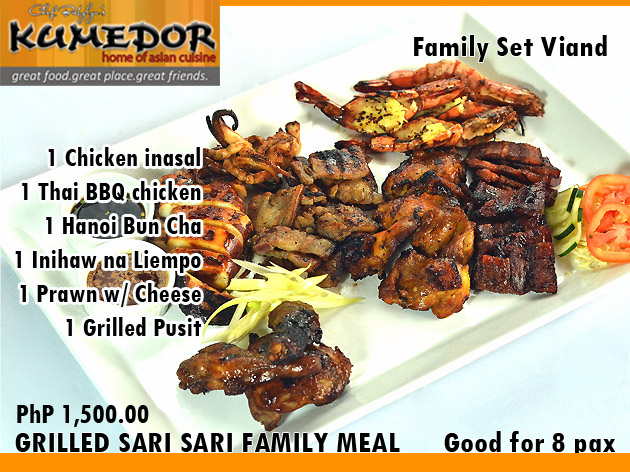 KUMEDOR
home of asian cuisine
great food.great place.great friends.
Family Set Viand
1 Chicken inasal
1 Thai BBQ chicken
1 Hanoi Bun Cha
1 Inihaw na Liempo
1 Prawn w/ Cheese
1 Grilled Pusit
PhP 1,500.00
GRILLED SARI SARI FAMILY MEAL Good for 8 pax